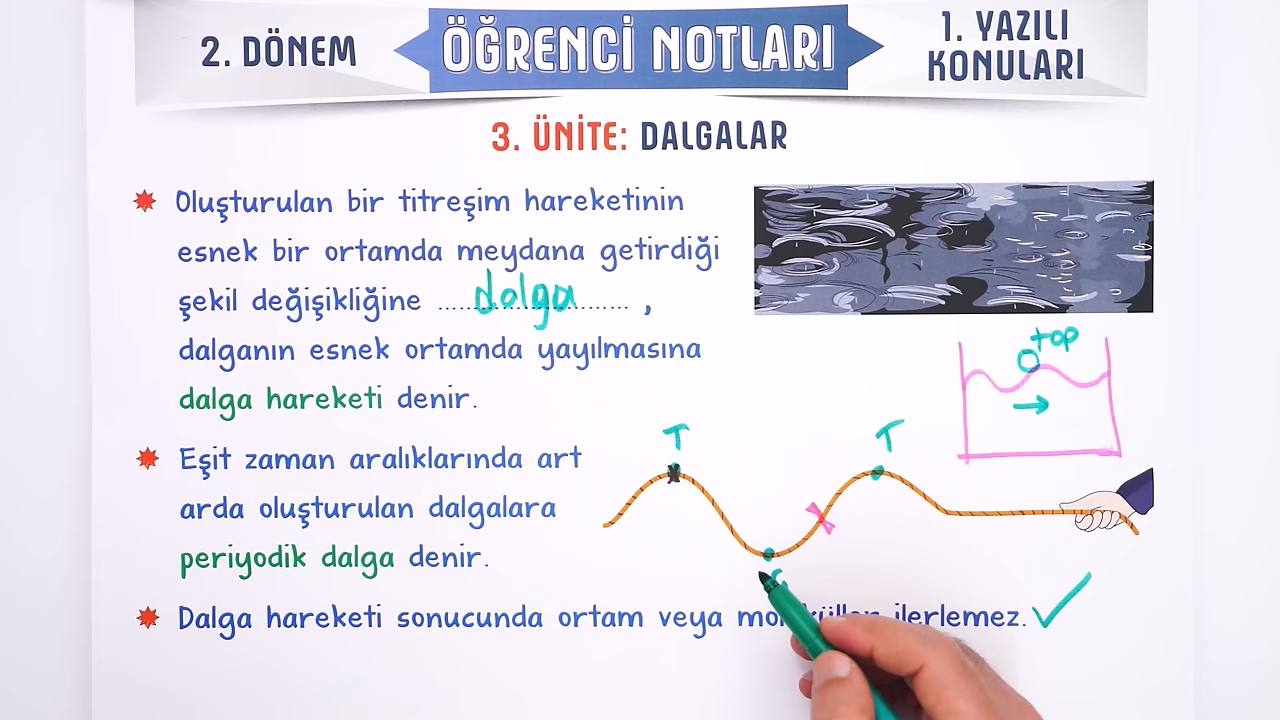 2. DÖNEM
ÖĞRENCİ NOTLARI
1. YAZILI
KONULARI
3. ÜNİTE: DALGALAR
Oluşturulan bir titreşim hareketinin
esnek bir ortamda meydana getirdiği
şekil değişikliğine dalga ,
dalganın esnek ortamda yayılmasına
dalga hareketi denir.
top
Eşit zaman aralıklarında art
arda oluşturulan dalgalara
periyodik dalga denir.
T
T
Dalga hareketi sonucunda ortam veya ilerlemez.